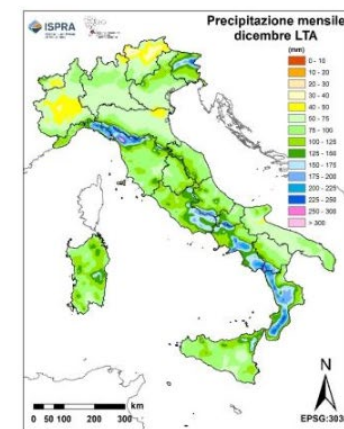 ISPRA
Precipitazione mensile
dicembre LTA
(mm)
0 - 10
10 - 20
20 - 30
30 - 40
40 - 50
50 - 75
75 - 100
100 - 125
125 - 150
150 - 175
175 - 200
200 - 225
225 - 250
250 - 300
> 300
N
km
0 50 100 200 300
EPSG:303